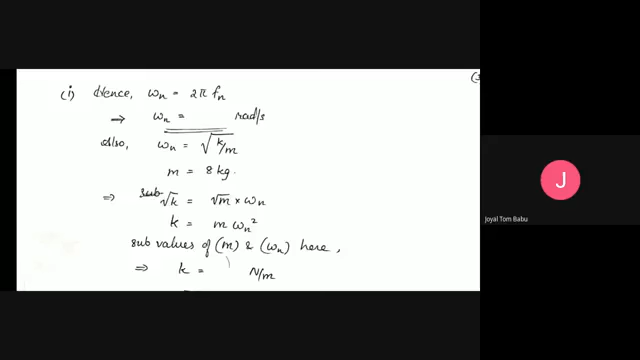 (i) Hence, ωn = 2π fn
→ ωn = rad/s
Also, ωn = √k/m
m = 8 kg.
⇒ sub √k = √m × ωn
k = m ωn²
sub values of (m) & (ωn) here,
⇒ k = N/m
J
Joyal Tom Babu